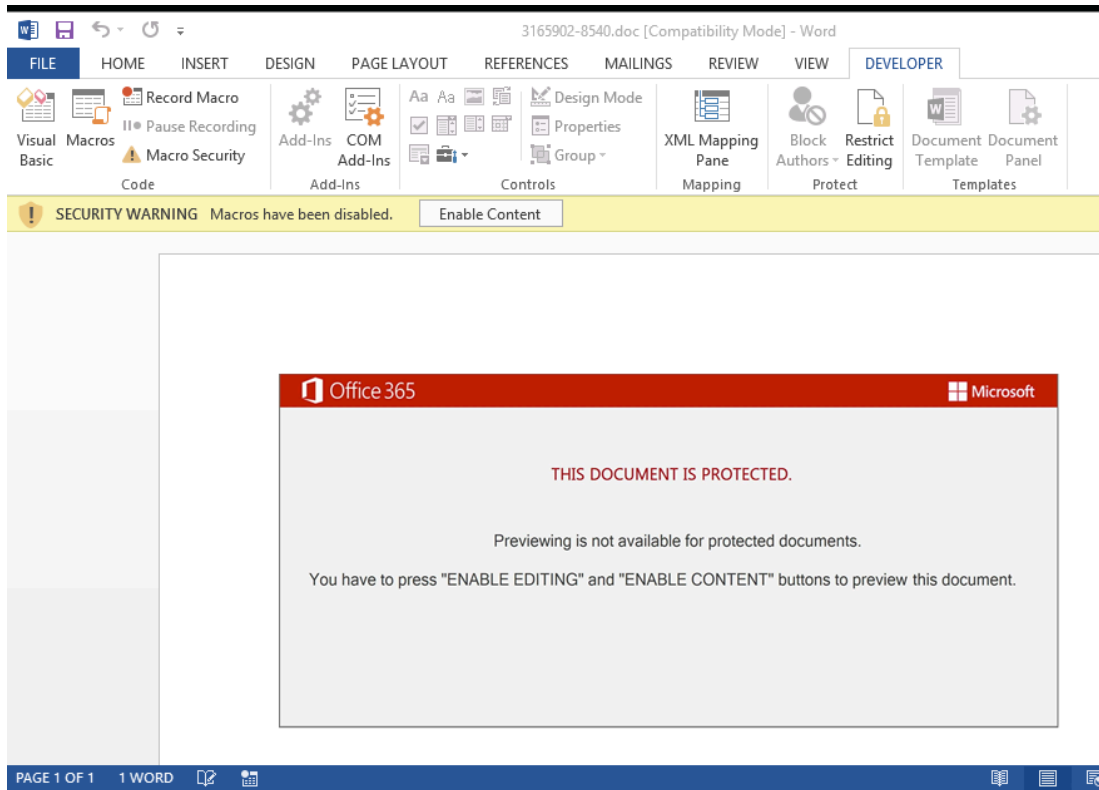 3165902-8540.doc [Compatibility Mode] - Word
FILE HOME INSERT DESIGN PAGE LAYOUT REFERENCES MAILINGS REVIEW VIEW DEVELOPER
Visual Basic
Macros
Record Macro
Pause Recording
Macro Security
Code
Add-Ins
COM Add-Ins
Add-Ins
Aa Aa
Design Mode
Properties
Group
Controls
XML Mapping Pane
Mapping
Block Authors
Restrict Editing
Protect
Document Template
Document Panel
Templates
SECURITY WARNING Macros have been disabled. Enable Content
Office 365 Microsoft
THIS DOCUMENT IS PROTECTED.
Previewing is not available for protected documents.
You have to press "ENABLE EDITING" and "ENABLE CONTENT" buttons to preview this document.
PAGE 1 OF 1 1 WORD